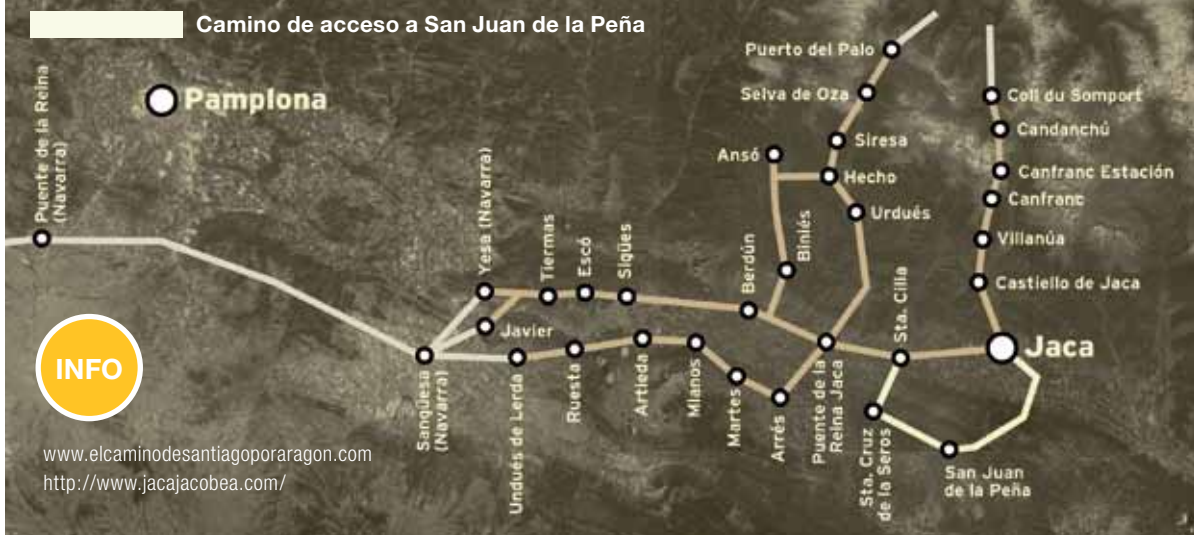 Camino de acceso a San Juan de la Peña
Puente de la Reina
(Navarra)
Pamplona
Puerto del Palo
Selva de Oza
Siresa
Ansó
Hecho
Urdués
Coll du Somport
Candanchú
Canfranc Estación
Canfranc
Villanúa
Castiello de Jaca
Jaca
Yesa (Navarra)
Javier
Tiermas
Escó
Sigües
Berdún
Biniés
Sta. Cilia
Sangüesa
(Navarra)
Undués de Lerda
Ruesta
Artieda
Mianos
Martes
Arrés
Puente de la
Reina Jaca
Sta. Cruz
de la Seros
San Juan
de la Peña
INFO
www.elcaminodesantiagoporaragon.com
http://www.jacajacobea.com/